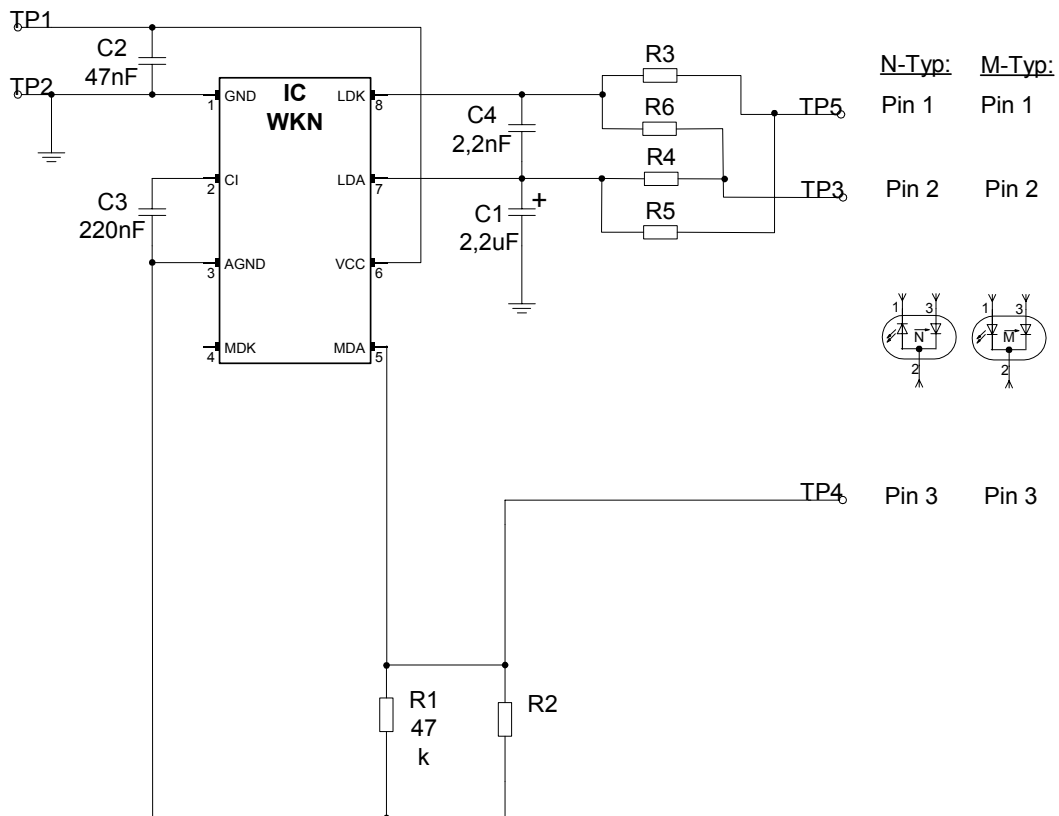 TP1
C2
47nF
TP2
IC
WKN
1 GND
LDK 8
2 CI
LDA 7
3 AGND
VCC 6
4 MDK
MDA 5
C3
220nF
C4
2,2nF
C1 +
2,2uF
R3
R6
R4
R5
TP5
TP3
N-Typ: M-Typ:
Pin 1 Pin 1
Pin 2 Pin 2
1 3 1 3
N M
2 2
TP4
Pin 3 Pin 3
R1
47
k
R2